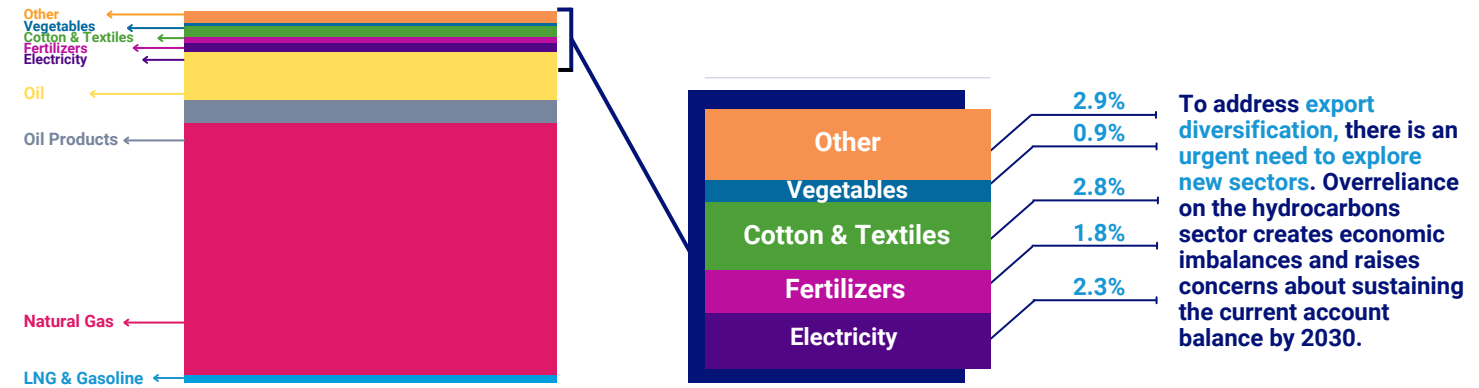 Other
Vegetables
Cotton & Textiles
Fertilizers
Electricity
Oil
Oil Products
Natural Gas
LNG & Gasoline
Other
Vegetables
Cotton & Textiles
Fertilizers
Electricity
2.9%
0.9%
2.8%
1.8%
2.3%
To address export
diversification, there is an
urgent need to explore
new sectors. Overreliance
on the hydrocarbons
sector creates economic
imbalances and raises
concerns about sustaining
the current account
balance by 2030.